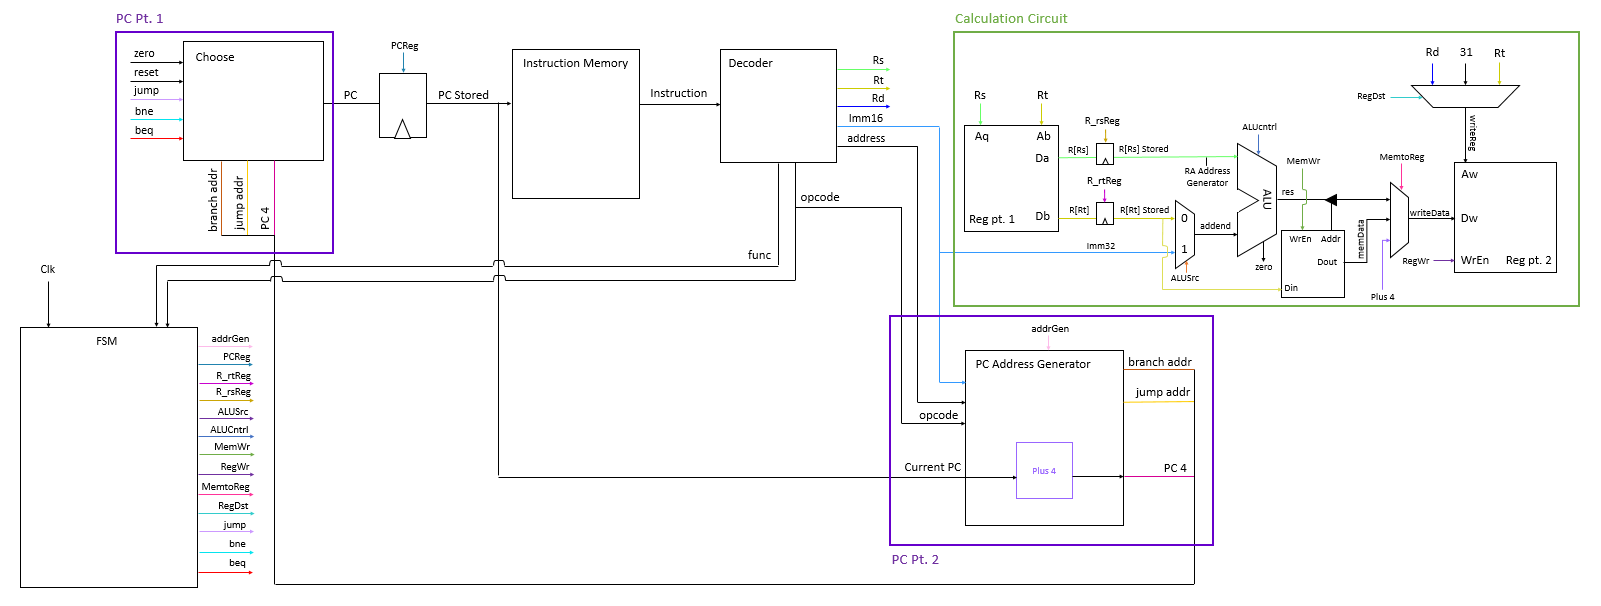 PC Pt. 1
Calculation Circuit
zero
reset
jump
bne
beq
Choose
branch addr
jump addr
PC 4
PC
PCReg
PC Stored
Instruction Memory
Instruction
Decoder
Rs
Rt
Rd
Imm16
address
opcode
func
Rs
Rt
Aq
Ab
Da
Db
Reg pt. 1
R[Rs]
R_rsReg
R[Rs] Stored
RA Address
Generator
R[Rt]
R_rtReg
R[Rt] Stored
0
1
ALUSrc
Imm32
addend
ALUcntrl
ALU
zero
res
MemWr
WrEn
Addr
Dout
Din
memData
MemtoReg
Plus 4
writeData
RegWr
Rd
31
Rt
RegDst
writeReg
Aw
Dw
WrEn
Reg pt. 2
Clk
FSM
addrGen
PCReg
R_rtReg
R_rsReg
ALUSrc
ALUCntrl
MemWr
RegWr
MemtoReg
RegDst
jump
bne
beq
addrGen
PC Address Generator
opcode
Current PC
Plus 4
branch addr
jump addr
PC 4
PC Pt. 2